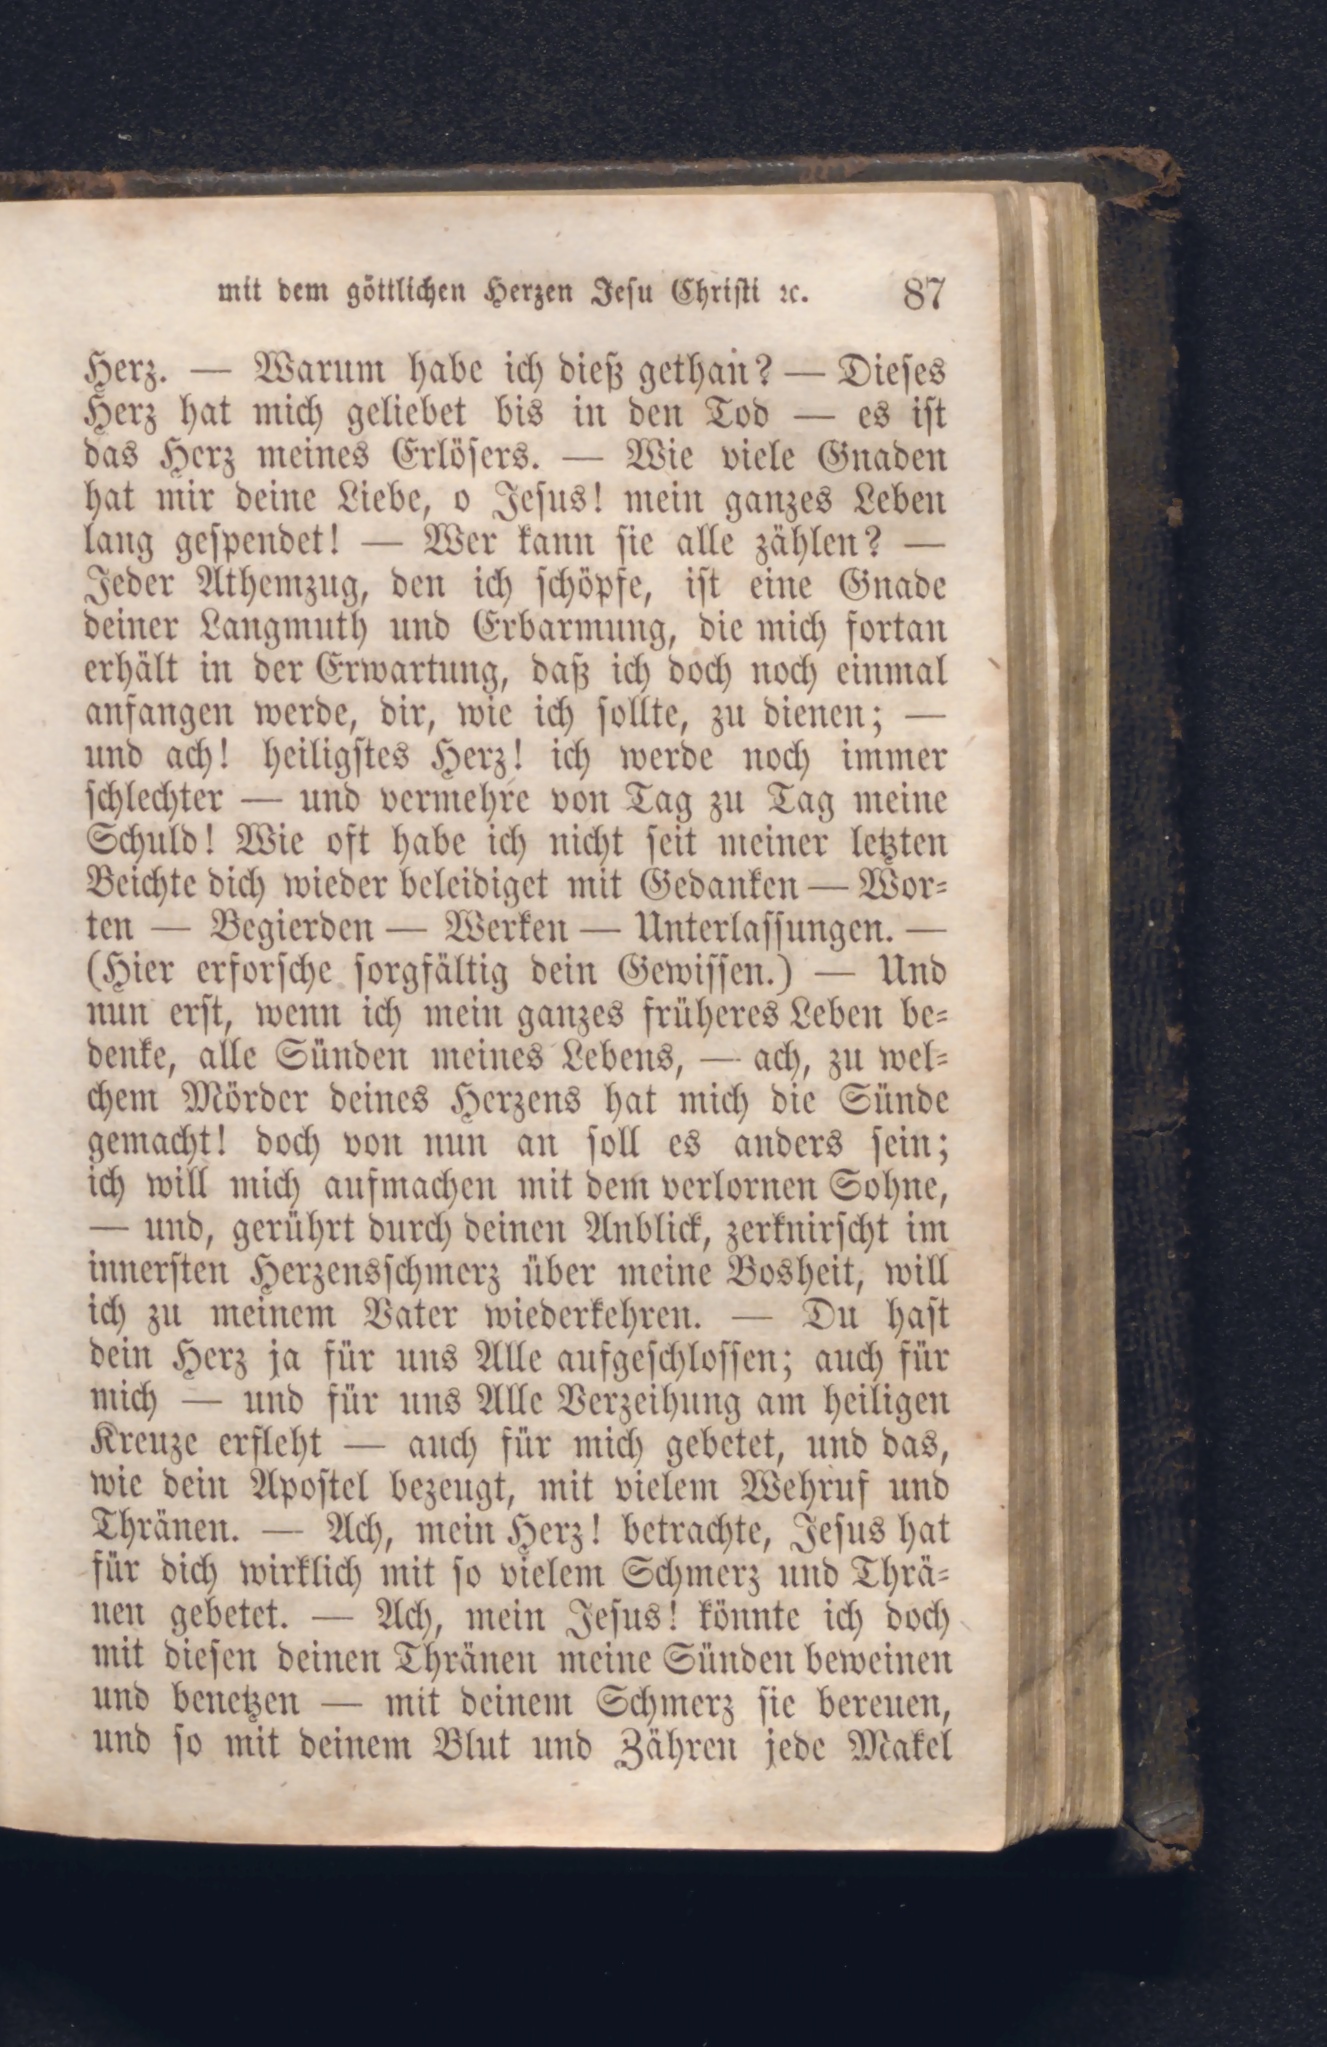 mit dem göttlichen Herzen Jesu Christi ꝛc. 87
Herz. — Warum habe ich dieß gethan? — Dieses
Herz hat mich geliebet bis in den Tod — es ist
das Herz meines Erlösers. — Wie viele Gnaden
hat mir deine Liebe, o Jesus! mein ganzes Leben
lang gespendet! — Wer kann sie alle zählen? —
Jeder Athemzug, den ich schöpfe, ist eine Gnade
deiner Langmuth und Erbarmung, die mich fortan
erhält in der Erwartung, daß ich doch noch einmal
anfangen werde, dir, wie ich sollte, zu dienen; —
und ach! heiligstes Herz! ich werde noch immer
schlechter — und vermehre von Tag zu Tag meine
Schuld! Wie oft habe ich nicht seit meiner letzten
Beichte dich wieder beleidiget mit Gedanken — Wor-
ten — Begierden — Werken — Unterlassungen. —
(Hier erforsche sorgfältig dein Gewissen.) — Und
nun erst, wenn ich mein ganzes früheres Leben be-
denke, alle Sünden meines Lebens, — ach, zu wel-
chem Mörder deines Herzens hat mich die Sünde
gemacht! doch von nun an soll es anders sein;
ich will mich aufmachen mit dem verlornen Sohne,
— und, gerührt durch deinen Anblick, zerknirscht im
innersten Herzensschmerz über meine Bosheit, will
ich zu meinem Vater wiederkehren. — Du hast
dein Herz ja für uns Alle aufgeschlossen; auch für
mich — und für uns Alle Verzeihung am heiligen
Kreuze erfleht — auch für mich gebetet, und das,
wie dein Apostel bezeugt, mit vielem Wehruf und
Thränen. — Ach, mein Herz! betrachte, Jesus hat
für dich wirklich mit so vielem Schmerz und Thrä-
nen gebetet. — Ach, mein Jesus! könnte ich doch
mit diesen deinen Thränen meine Sünden beweinen
und benetzen — mit deinem Schmerz sie bereuen,
und so mit deinem Blut und Zähren jede Makel